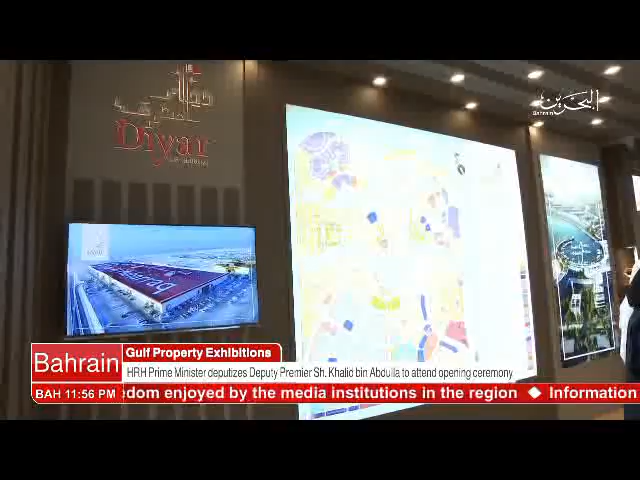 Diyar
البحرين
Bahrain
Bahrain
Gulf Property Exhibitions
HRH Prime Minister deputizes Deputy Premier Sh. Khalid bin Abdulla to attend opening ceremony.
BAH 11:56 PM
dom enjoyed by the media institutions in the region ◆ Information